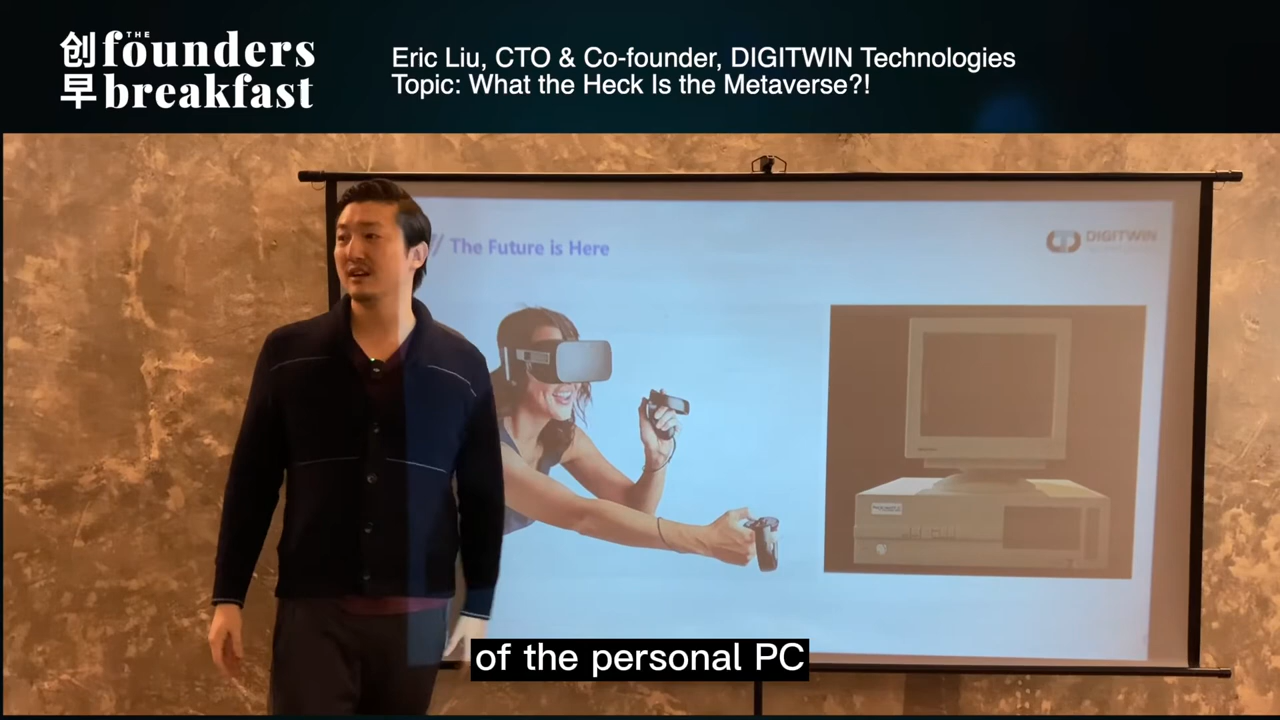 创 THE founders
早 breakfast
Eric Liu, CTO & Co-founder, DIGITWIN Technologies
Topic: What the Heck Is the Metaverse?!
// The Future is Here
DIGITWIN
of the personal PC